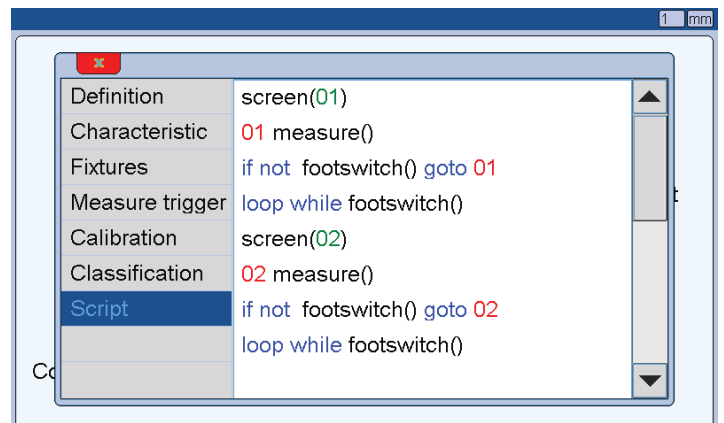 1 mm
x
Definition
Characteristic
Fixtures
Measure trigger
Calibration
Classification
Script
screen(01)
01 measure()
if not footswitch() goto 01
loop while footswitch()
screen(02)
02 measure()
if not footswitch() goto 02
loop while footswitch()
t
Co